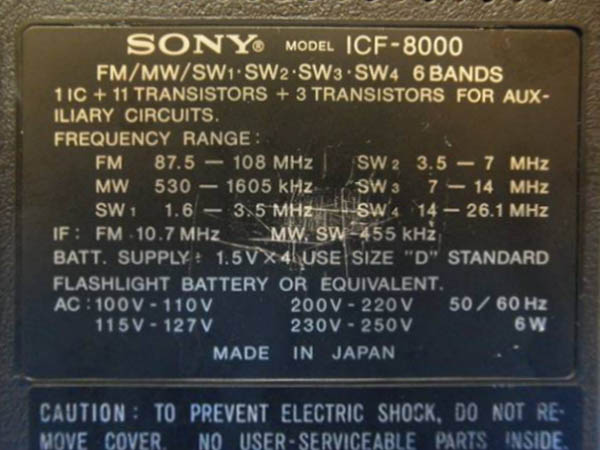 SONY® MODEL ICF-8000
FM/MW/SW1·SW2·SW3·SW4 6 BANDS
1 IC + 11 TRANSISTORS + 3 TRANSISTORS FOR AUX-
ILIARY CIRCUITS.
FREQUENCY RANGE:
FM 87.5 — 108 MHz SW2 3.5 — 7 MHz
MW 530 — 1605 kHz SW3 7 — 14 MHz
SW1 1.6 — 3.5 MHz SW4 14 — 26.1 MHz
IF: FM 10.7 MHz MW, SW 455 kHz
BATT. SUPPLY: 1.5V×4 USE SIZE "D" STANDARD
FLASHLIGHT BATTERY OR EQUIVALENT.
AC: 100V - 110V 200V - 220V 50 / 60 Hz
115V - 127V 230V - 250V 6W
MADE IN JAPAN
CAUTION: TO PREVENT ELECTRIC SHOCK, DO NOT RE-
MOVE COVER. NO USER-SERVICEABLE PARTS INSIDE.